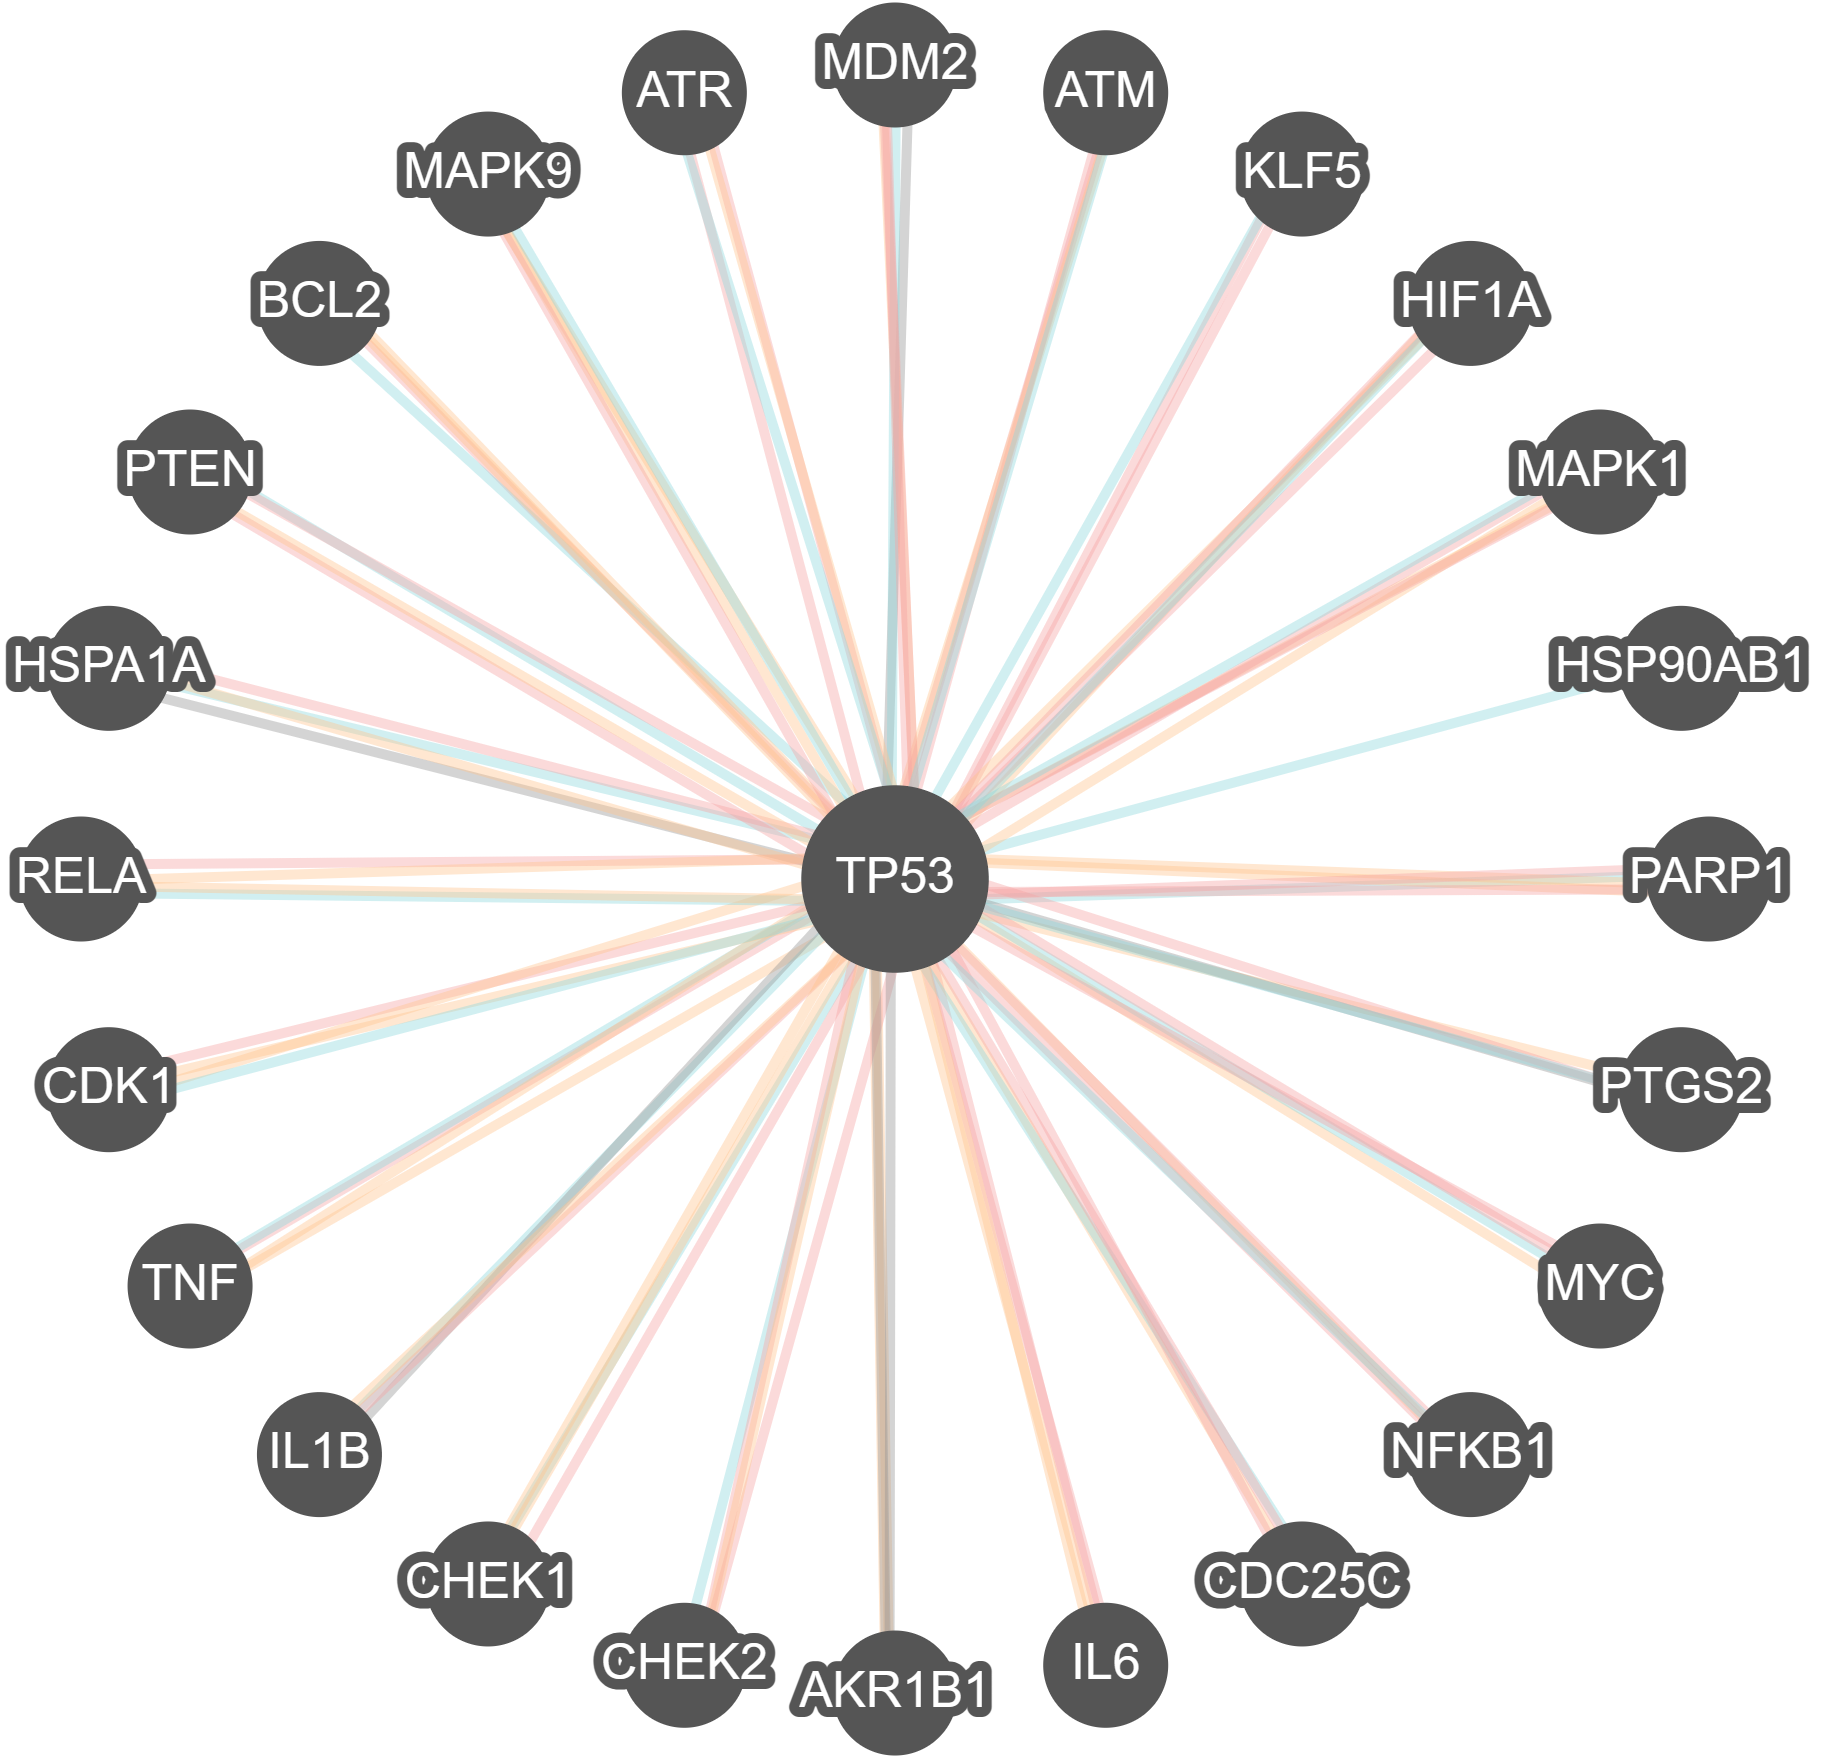 MDM2
ATR
ATM
MAPK9
KLF5
BCL2
HIF1A
PTEN
MAPK1
HSPA1A
HSP90AB1
RELA
TP53
PARP1
CDK1
PTGS2
TNF
MYC
IL1B
NFKB1
CHEK1
CDC25C
CHEK2
IL6
AKR1B1